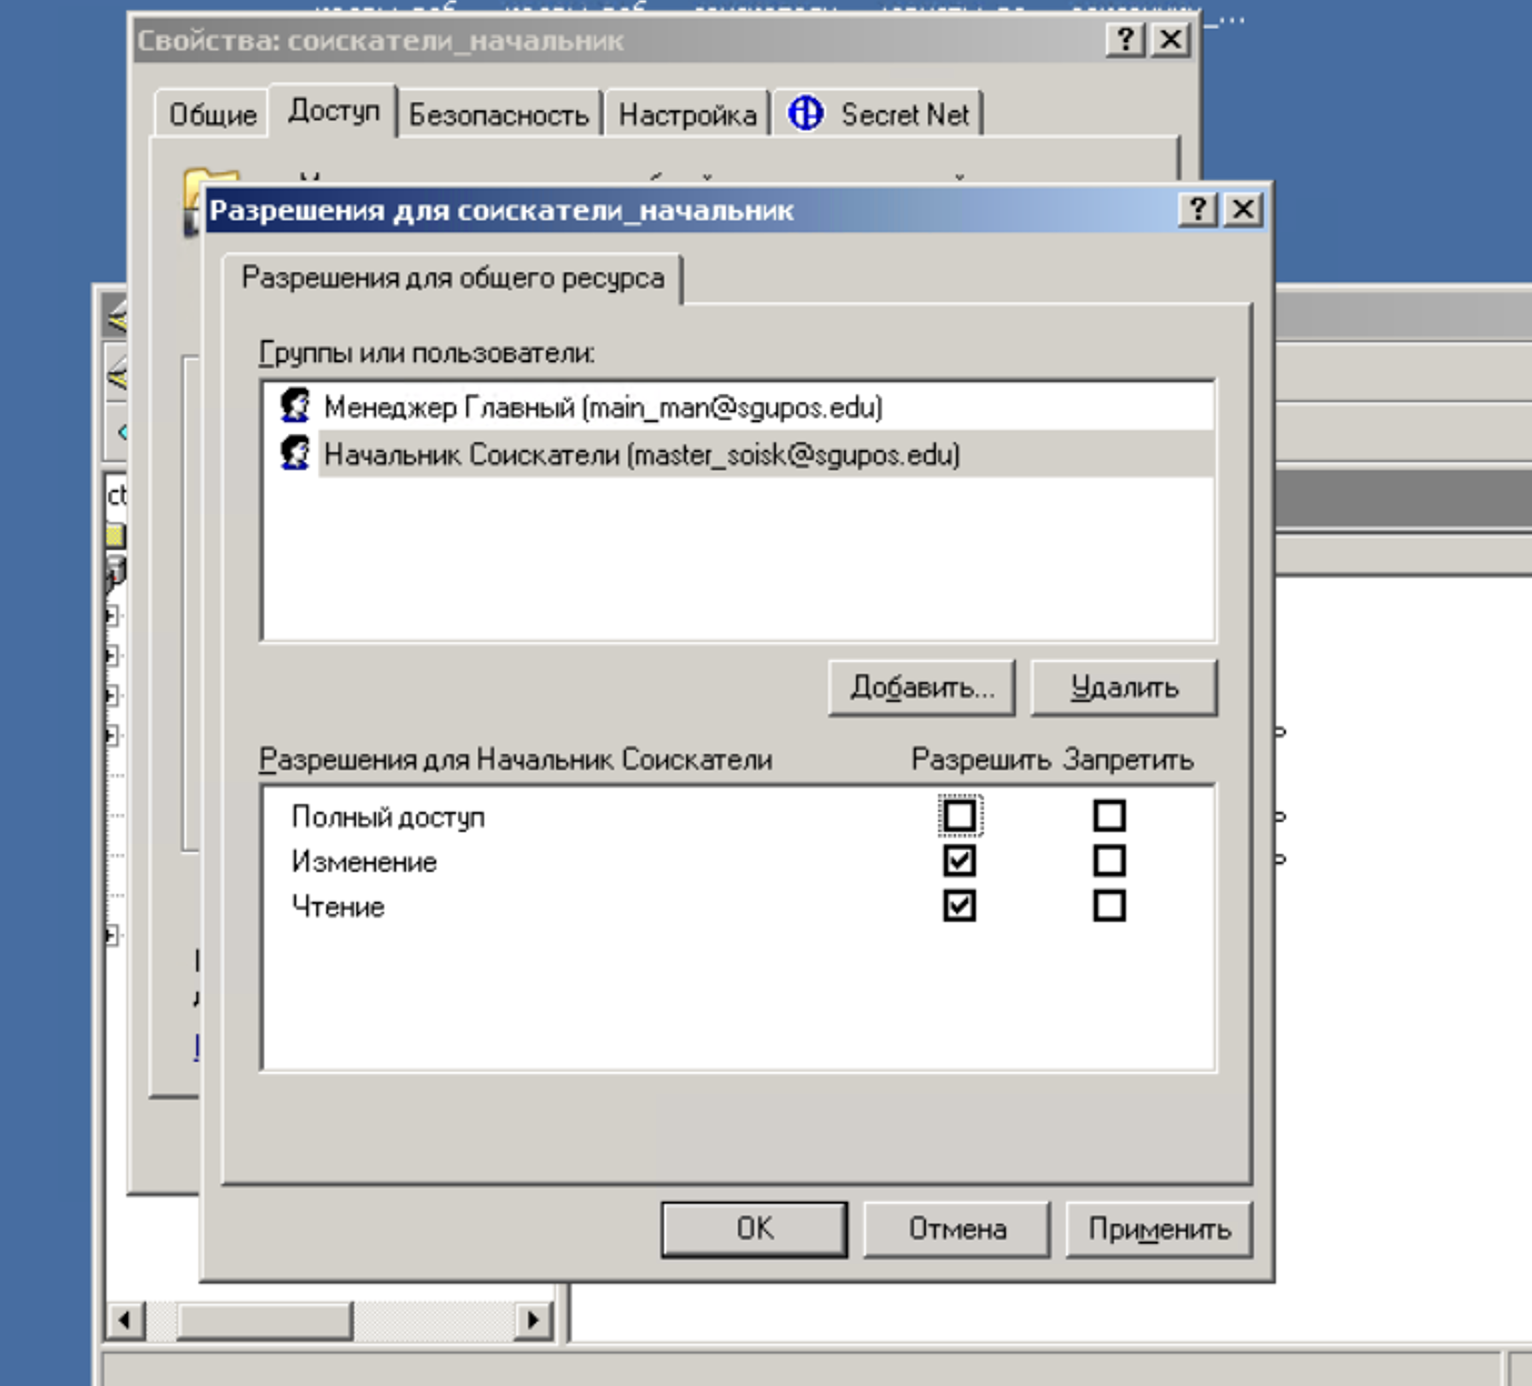 Свойства: соискатели_начальник
Общие
Доступ
Безопасность
Настройка
Secret Net
Разрешения для соискатели_начальник
Разрешения для общего ресурса
Группы или пользователи:
Менеджер Главный (main_man@sgupos.edu)
Начальник Соискатели (master_soisk@sgupos.edu)
Добавить...
Удалить
Разрешения для Начальник Соискатели Разрешить Запретить
Полный доступ
Изменение
Чтение
OK
Отмена
Применить